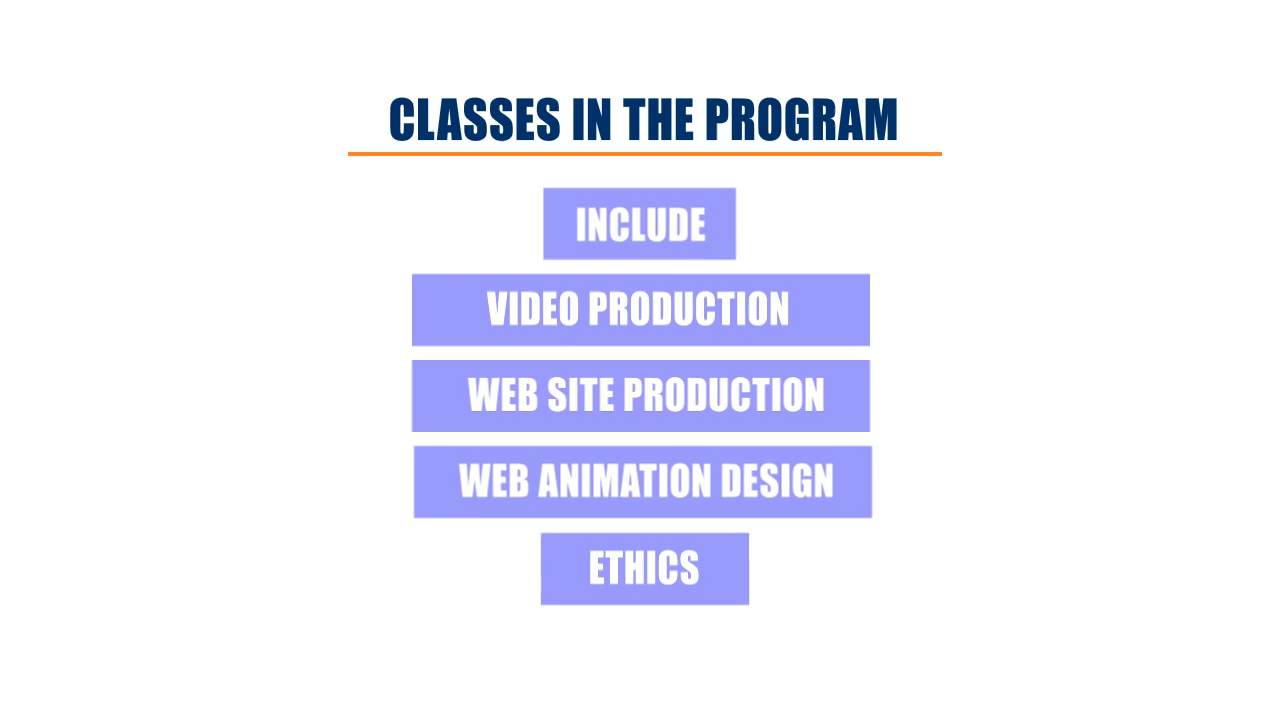 CLASSES IN THE PROGRAM
INCLUDE
VIDEO PRODUCTION
WEB SITE PRODUCTION
WEB ANIMATION DESIGN
ETHICS